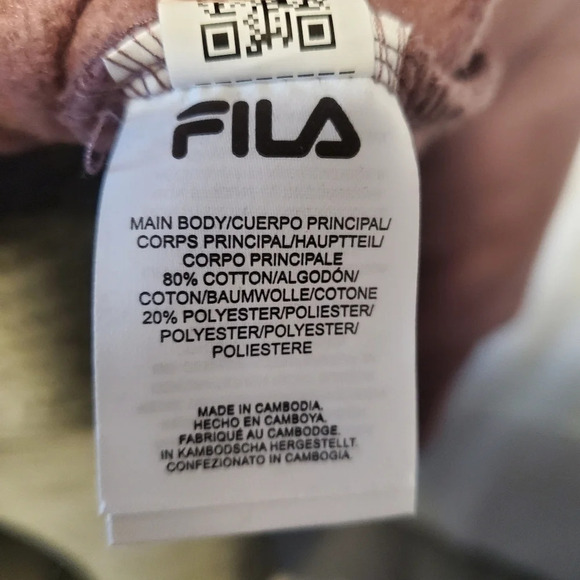 FILA
MAIN BODY/CUERPO PRINCIPAL/
CORPS PRINCIPAL/HAUPTTEIL/
CORPO PRINCIPALE
80% COTTON/ALGODÓN/
COTON/BAUMWOLLE/COTONE
20% POLYESTER/POLIESTER/
POLYESTER/POLYESTER/
POLIESTERE
MADE IN CAMBODIA.
HECHO EN CAMBOYA.
FABRIQUÉ AU CAMBODGE.
IN KAMBODSCHA HERGESTELLT.
CONFEZIONATO IN CAMBOGIA.